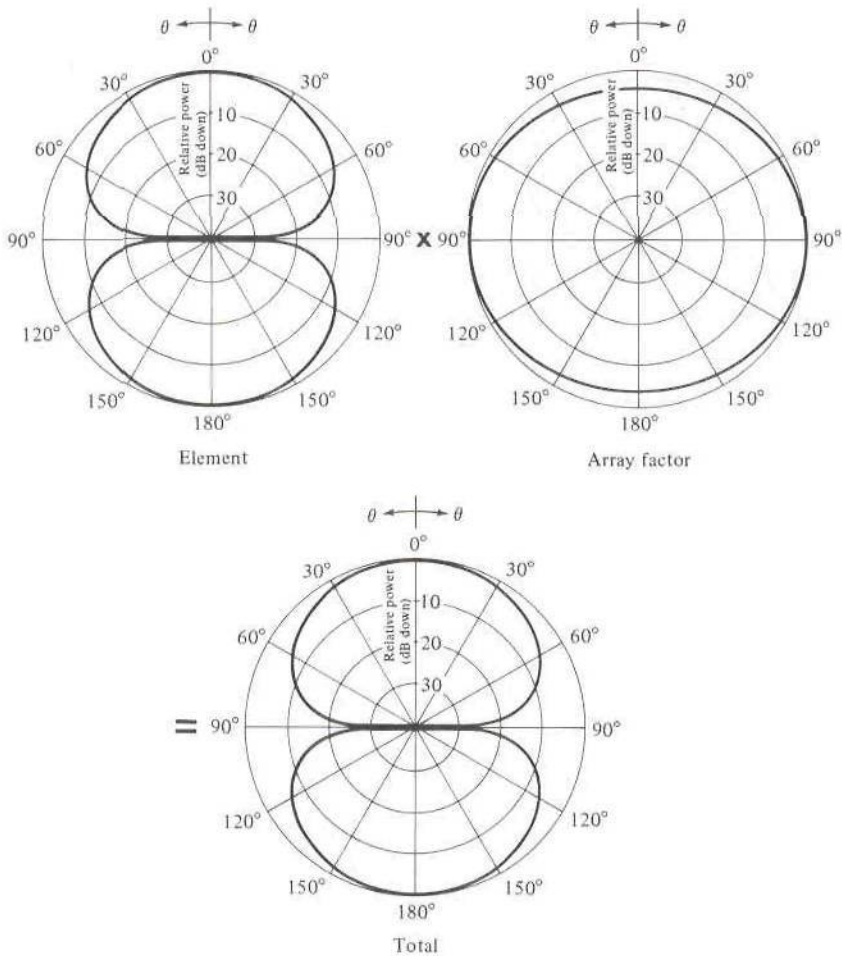 θ θ
0°
30° 30°
60° 60°
90° 90°
120° 120°
150° 150°
180°
Relative power
(dB down)
10
20
30
Element
x
θ θ
0°
30° 30°
60° 60°
90° 90°
120° 120°
150° 150°
180°
Relative power
(dB down)
10
20
30
Array factor
=
θ θ
0°
30° 30°
60° 60°
90° 90°
120° 120°
150° 150°
180°
Relative power
(dB down)
10
20
30
Total